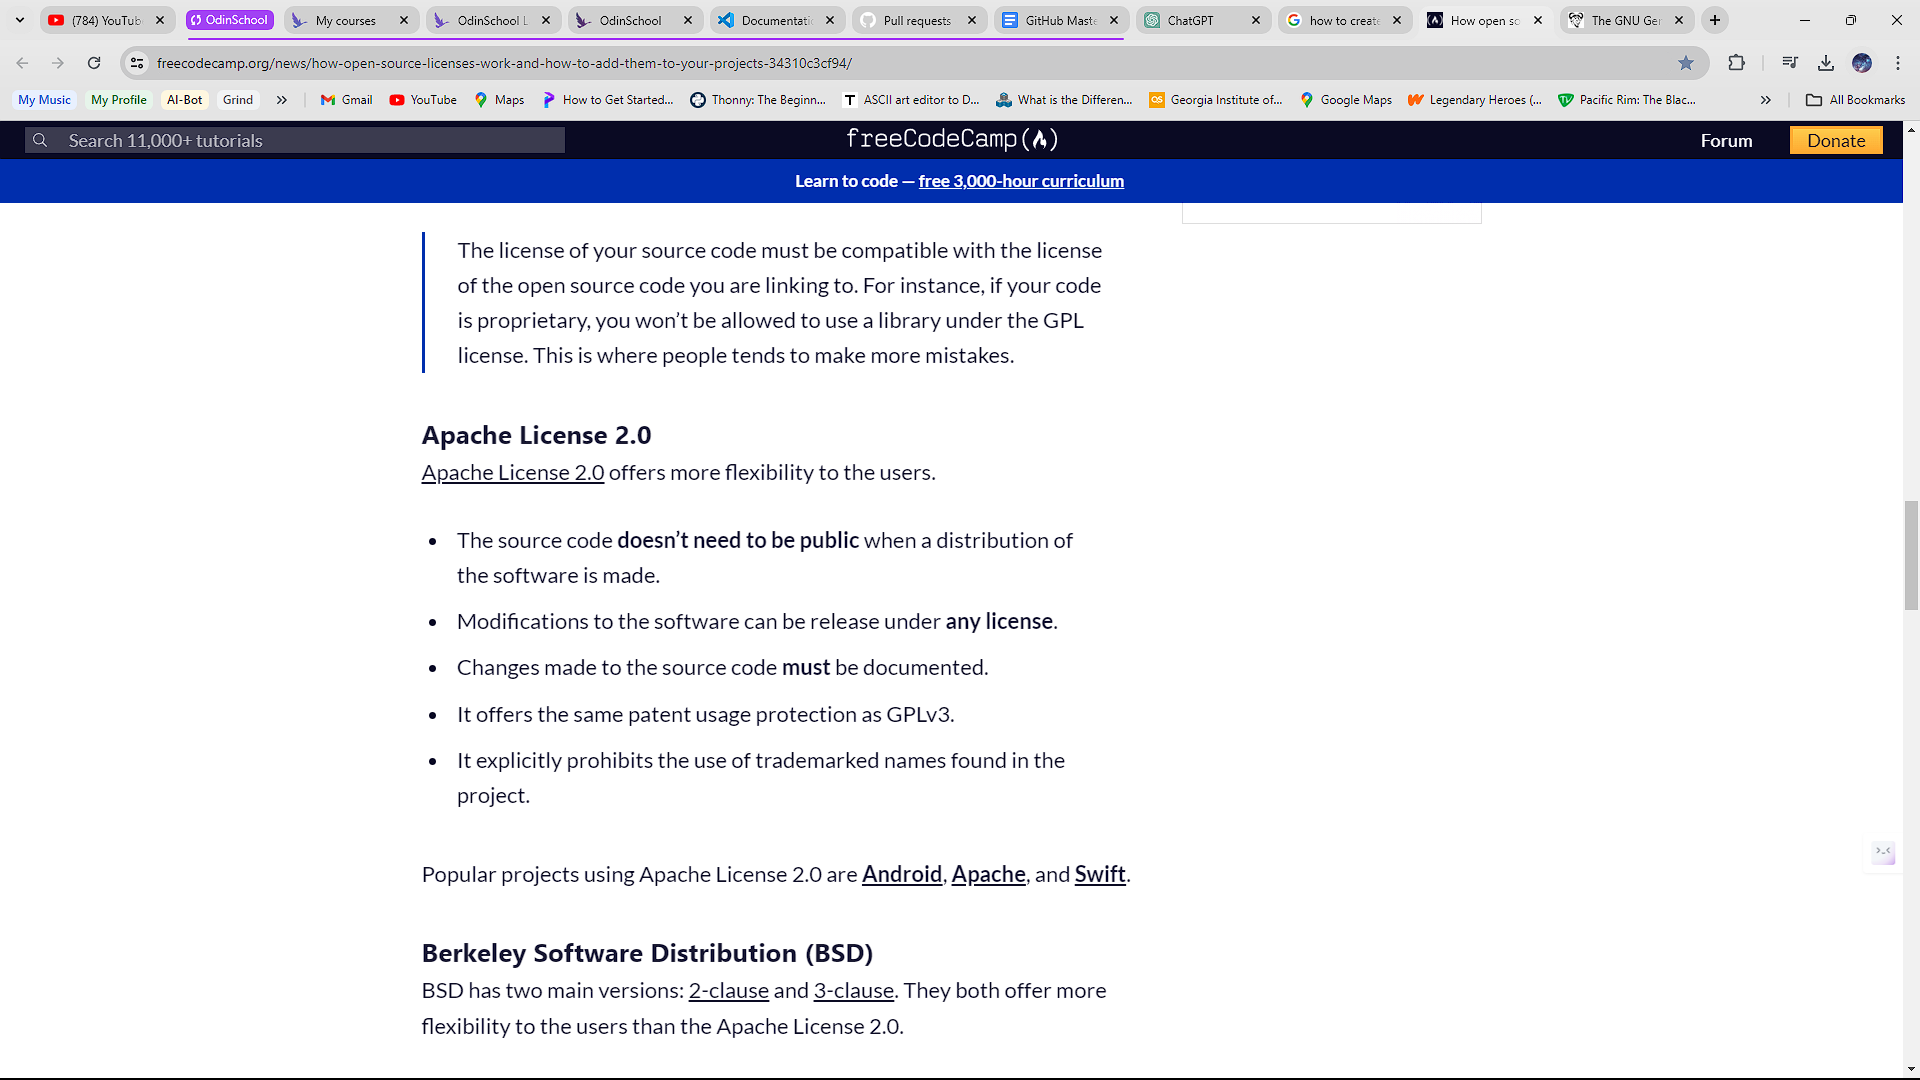 (784) YouTub
OdinSchool
My courses
OdinSchool L
OdinSchool
Documentati
Pull requests
GitHub Maste
ChatGPT
how to create
How open so
The GNU Ger
freecodecamp.org/news/how-open-source-licenses-work-and-how-to-add-them-to-your-projects-34310c3cf94/
My Music
My Profile
AI-Bot
Grind
Gmail
YouTube
Maps
How to Get Started...
Thonny: The Beginn...
ASCII art editor to D...
What is the Differen...
Georgia Institute of...
Google Maps
Legendary Heroes (...
Pacific Rim: The Blac...
All Bookmarks
Search 11,000+ tutorials
freeCodeCamp
Forum
Donate
Learn to code — free 3,000-hour curriculum
The license of your source code must be compatible with the license
of the open source code you are linking to. For instance, if your code
is proprietary, you won’t be allowed to use a library under the GPL
license. This is where people tends to make more mistakes.
Apache License 2.0
Apache License 2.0 offers more flexibility to the users.
The source code doesn’t need to be public when a distribution of
the software is made.
Modifications to the software can be release under any license.
Changes made to the source code must be documented.
It offers the same patent usage protection as GPLv3.
It explicitly prohibits the use of trademarked names found in the
project.
Popular projects using Apache License 2.0 are Android, Apache, and Swift.
Berkeley Software Distribution (BSD)
BSD has two main versions: 2-clause and 3-clause. They both offer more
flexibility to the users than the Apache License 2.0.